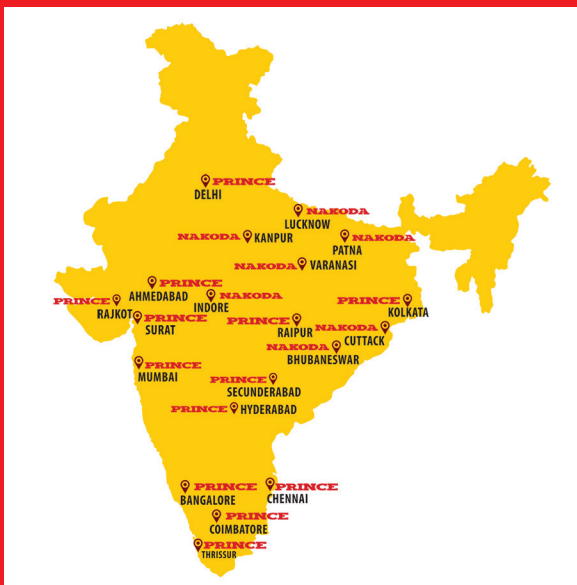 PRINCE
DELHI
NAKODA
LUCKNOW
NAKODA KANPUR
NAKODA
PATNA
NAKODA VARANASI
PRINCE
AHMEDABAD
NAKODA
INDORE
PRINCE
RAJKOT
PRINCE
KOLKATA
PRINCE
SURAT
PRINCE
RAIPUR
NAKODA
CUTTACK
NAKODA
BHUBANESWAR
PRINCE
MUMBAI
PRINCE
SECUNDERABAD
PRINCE HYDERABAD
PRINCE
BANGALORE
PRINCE
CHENNAI
PRINCE
COIMBATORE
PRINCE
THRISSUR